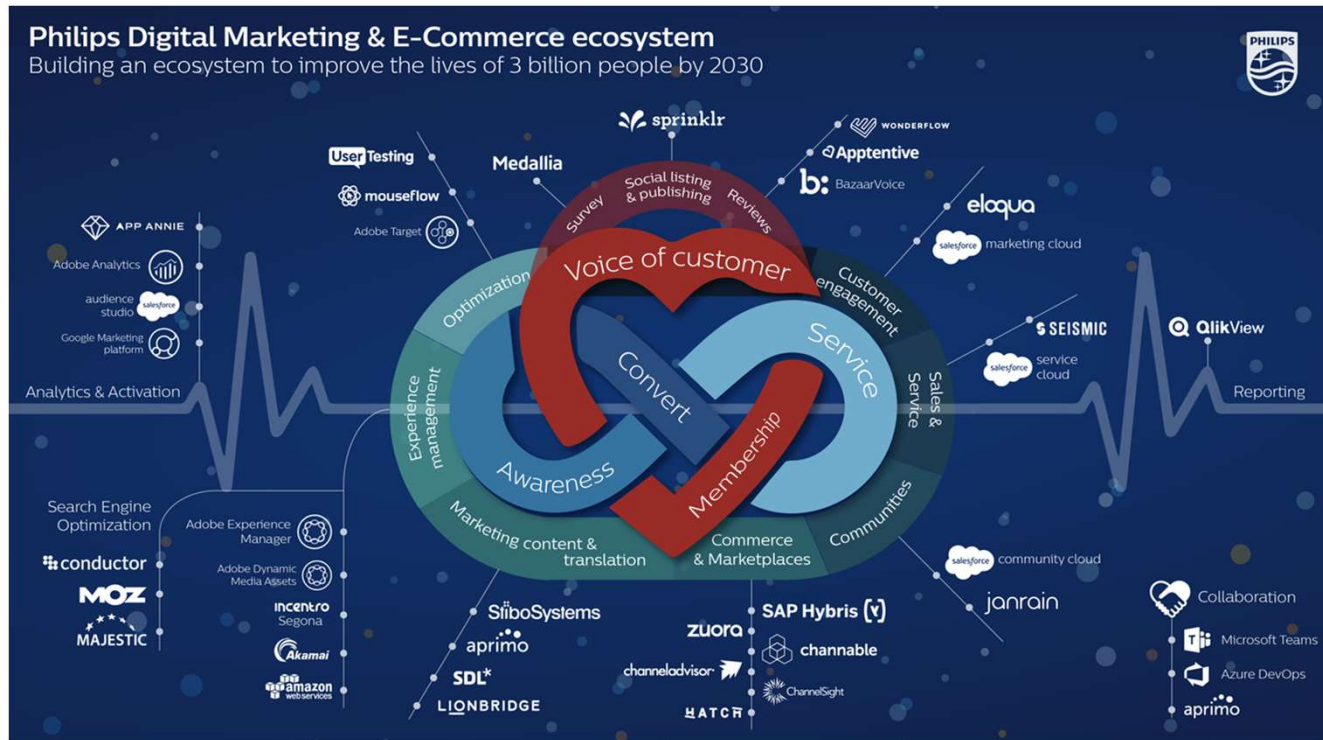 Philips Digital Marketing & E-Commerce ecosystem
Building an ecosystem to improve the lives of 3 billion people by 2030
PHILIPS
sprinklr
UserTesting
mouseflow
Adobe Target
Medallia
WONDERFLOW
Apptentive
b: BazaarVoice
eloqua
salesforce marketing cloud
APP ANNIE
Adobe Analytics
audience
studio
salesforce
Google Marketing
platform
Analytics & Activation
Survey
Social listing
& publishing
Reviews
Voice of customer
Optimization
Customer
engagement
Convert
Service
Experience
management
Sales &
Service
Awareness
Membership
Marketing content &
translation
Commerce
& Marketplaces
Communities
SEISMIC
salesforce
service
cloud
QlikView
Reporting
Search Engine
Optimization
conductor
MOZ
MAJESTIC
Adobe Experience
Manager
Adobe Dynamic
Media Assets
incentro
Segona
Akamai
amazon
web services
StiboSystems
aprimo
SDL*
LIONBRIDGE
SAP Hybris (Y)
zuora
channable
channeladvisor
ChannelSight
HATCH
salesforce community cloud
janrain
Collaboration
Microsoft Teams
Azure DevOps
aprimo